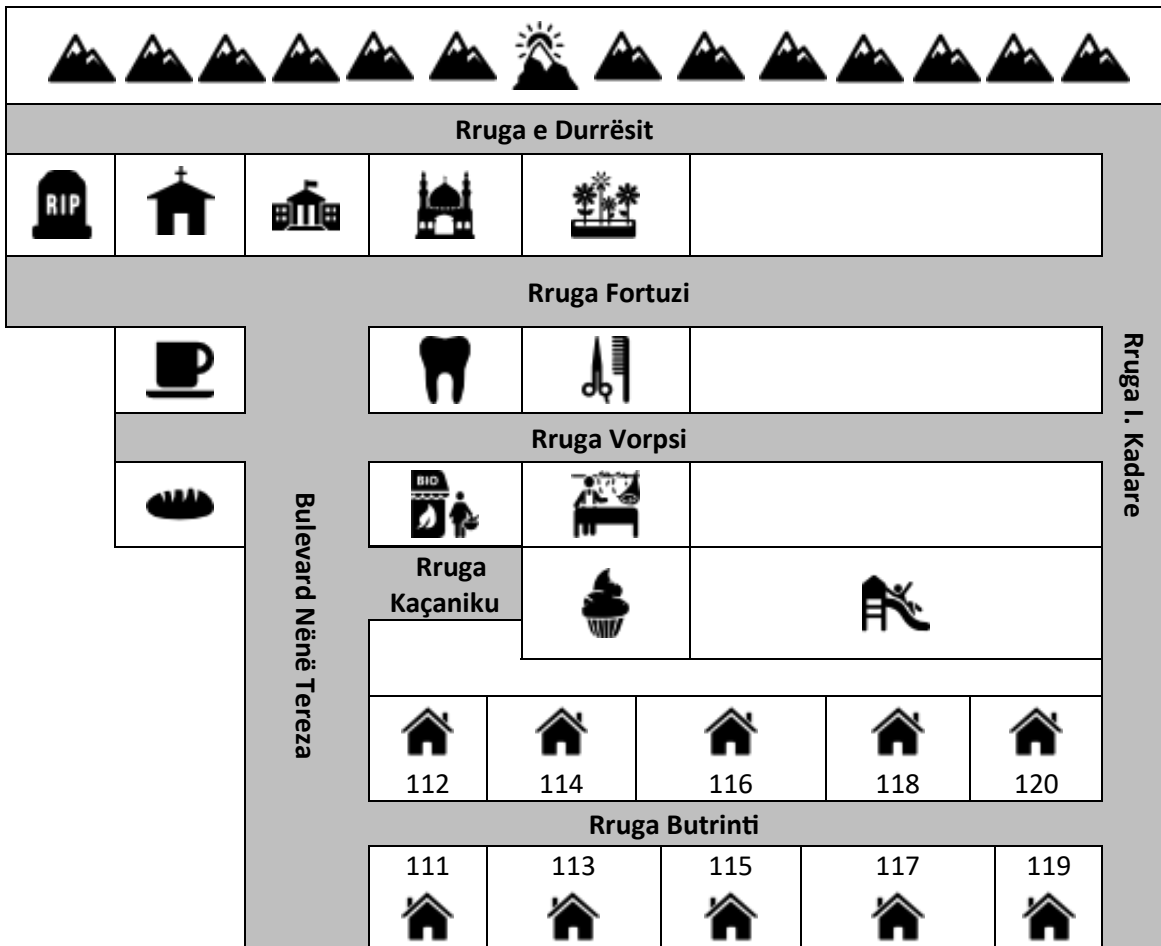 Rruga e Durrësit
RIP
Rruga Fortuzi
Rruga I. Kadare
Rruga Vorpsi
BIO
Bulevard Nënë Tereza
Rruga
Kaçaniku
112
114
116
118
120
Rruga Butrinti
111
113
115
117
119